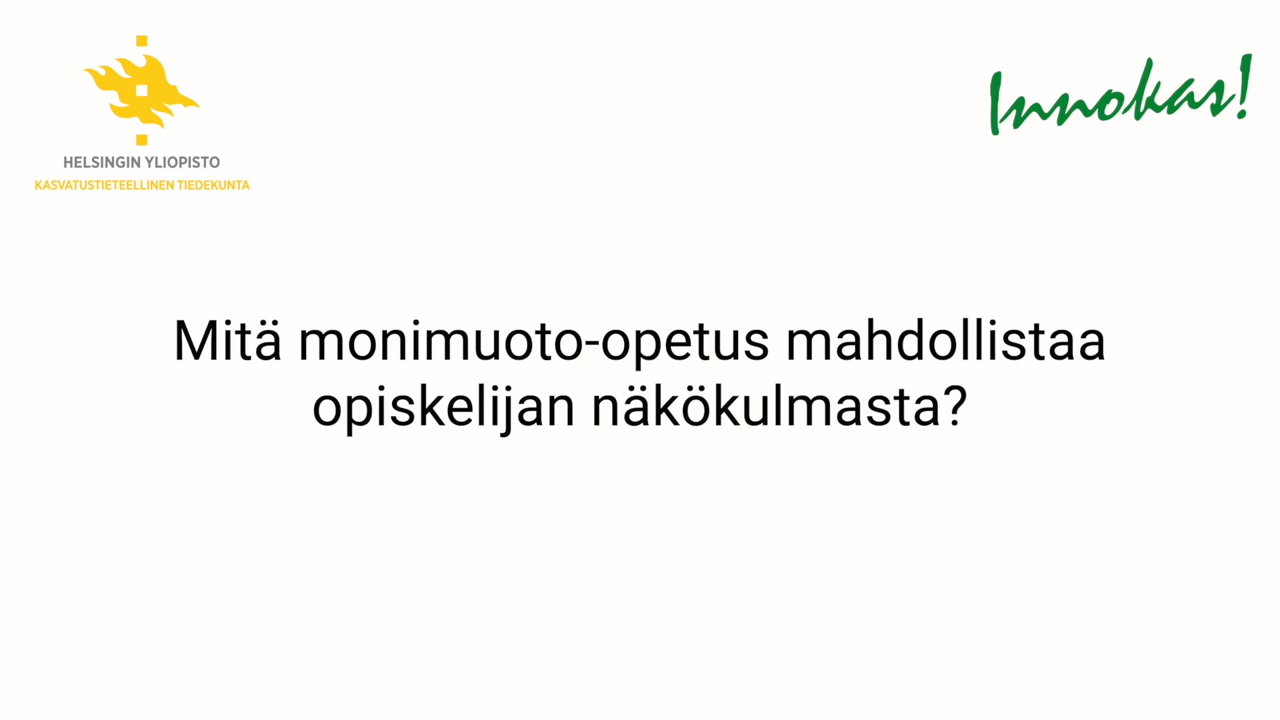 HELSINGIN YLIOPISTO
KASVATUSTIETEELLINEN TIEDEKUNTA
Innokas!
Mitä monimuoto-opetus mahdollistaa
opiskelijan näkökulmasta?